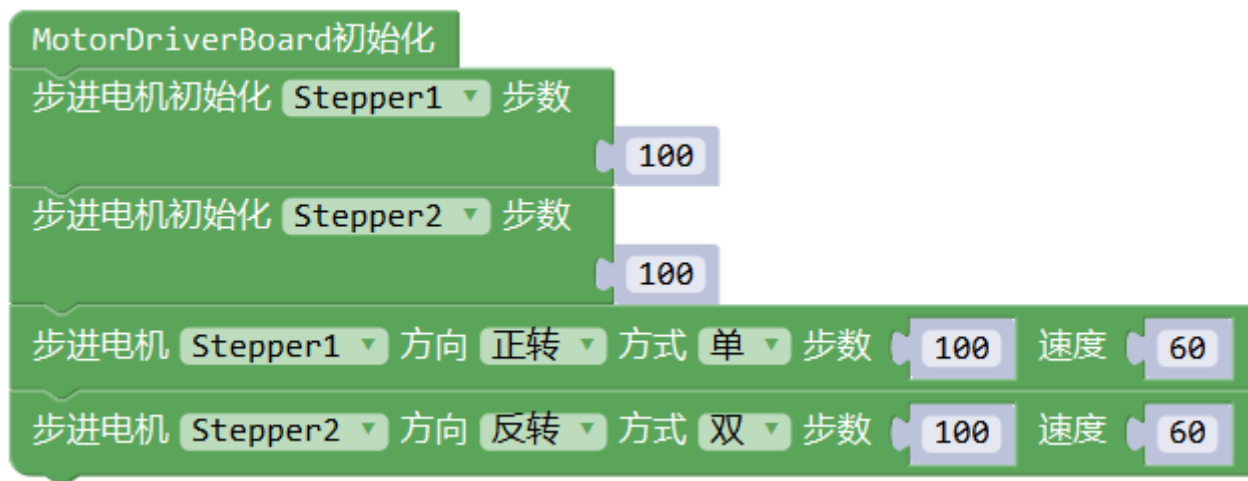 MotorDriverBoard初始化
步进电机初始化 Stepper1 步数
100
步进电机初始化 Stepper2 步数
100
步进电机 Stepper1 方向 正转 方式 单 步数 100 速度 60
步进电机 Stepper2 方向 反转 方式 双 步数 100 速度 60